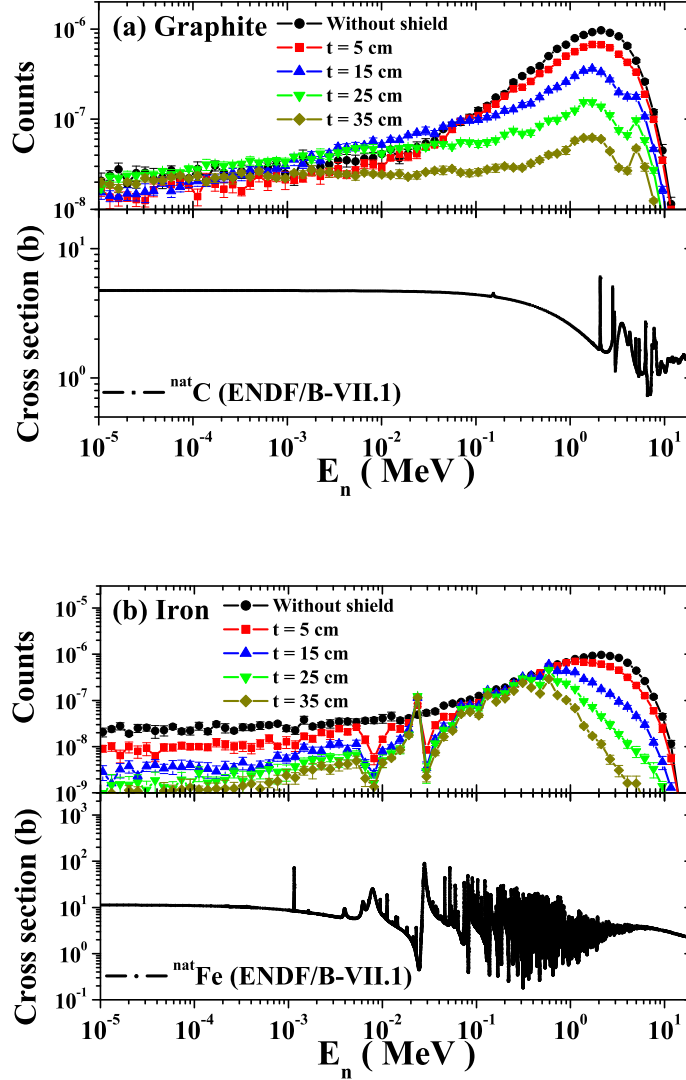 (a) Graphite
Without shield
t = 5 cm
t = 15 cm
t = 25 cm
t = 35 cm
Counts
10^-6
10^-7
10^-8
Cross section (b)
10^1
10^0
natC (ENDF/B-VII.1)
10^-5 10^-4 10^-3 10^-2 10^-1 10^0 10^1
E_n ( MeV )
(b) Iron
Without shield
t = 5 cm
t = 15 cm
t = 25 cm
t = 35 cm
Counts
10^-5
10^-6
10^-7
10^-8
10^-9
Cross section (b)
10^3
10^2
10^1
10^0
10^-1
natFe (ENDF/B-VII.1)
10^-5 10^-4 10^-3 10^-2 10^-1 10^0 10^1
E_n ( MeV )